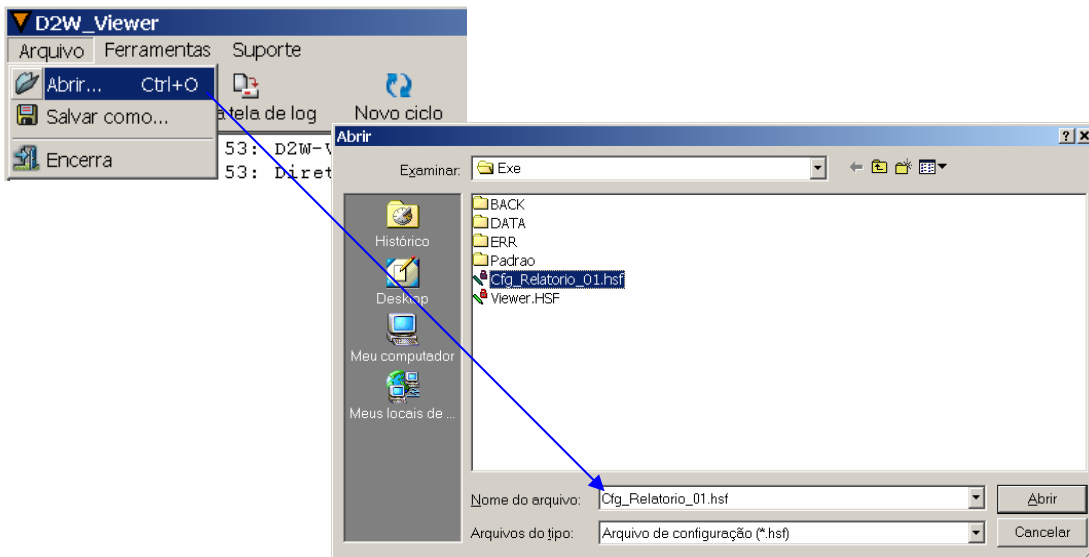 D2W_Viewer
Arquivo Ferramentas Suporte
Abrir... Ctrl+O
Salvar como...
a tela de log
Novo ciclo
Encerra
53: D2W-V
53: Diret
Abrir
Examinar: Exe
BACK
DATA
ERR
Padrao
Cfg_Relatorio_01.hsf
Viewer.HSF
Histórico
Desktop
Meu computador
Meus locais de ...
Nome do arquivo: Cfg_Relatorio_01.hsf
Abrir
Arquivos do tipo: Arquivo de configuração (*.hsf)
Cancelar